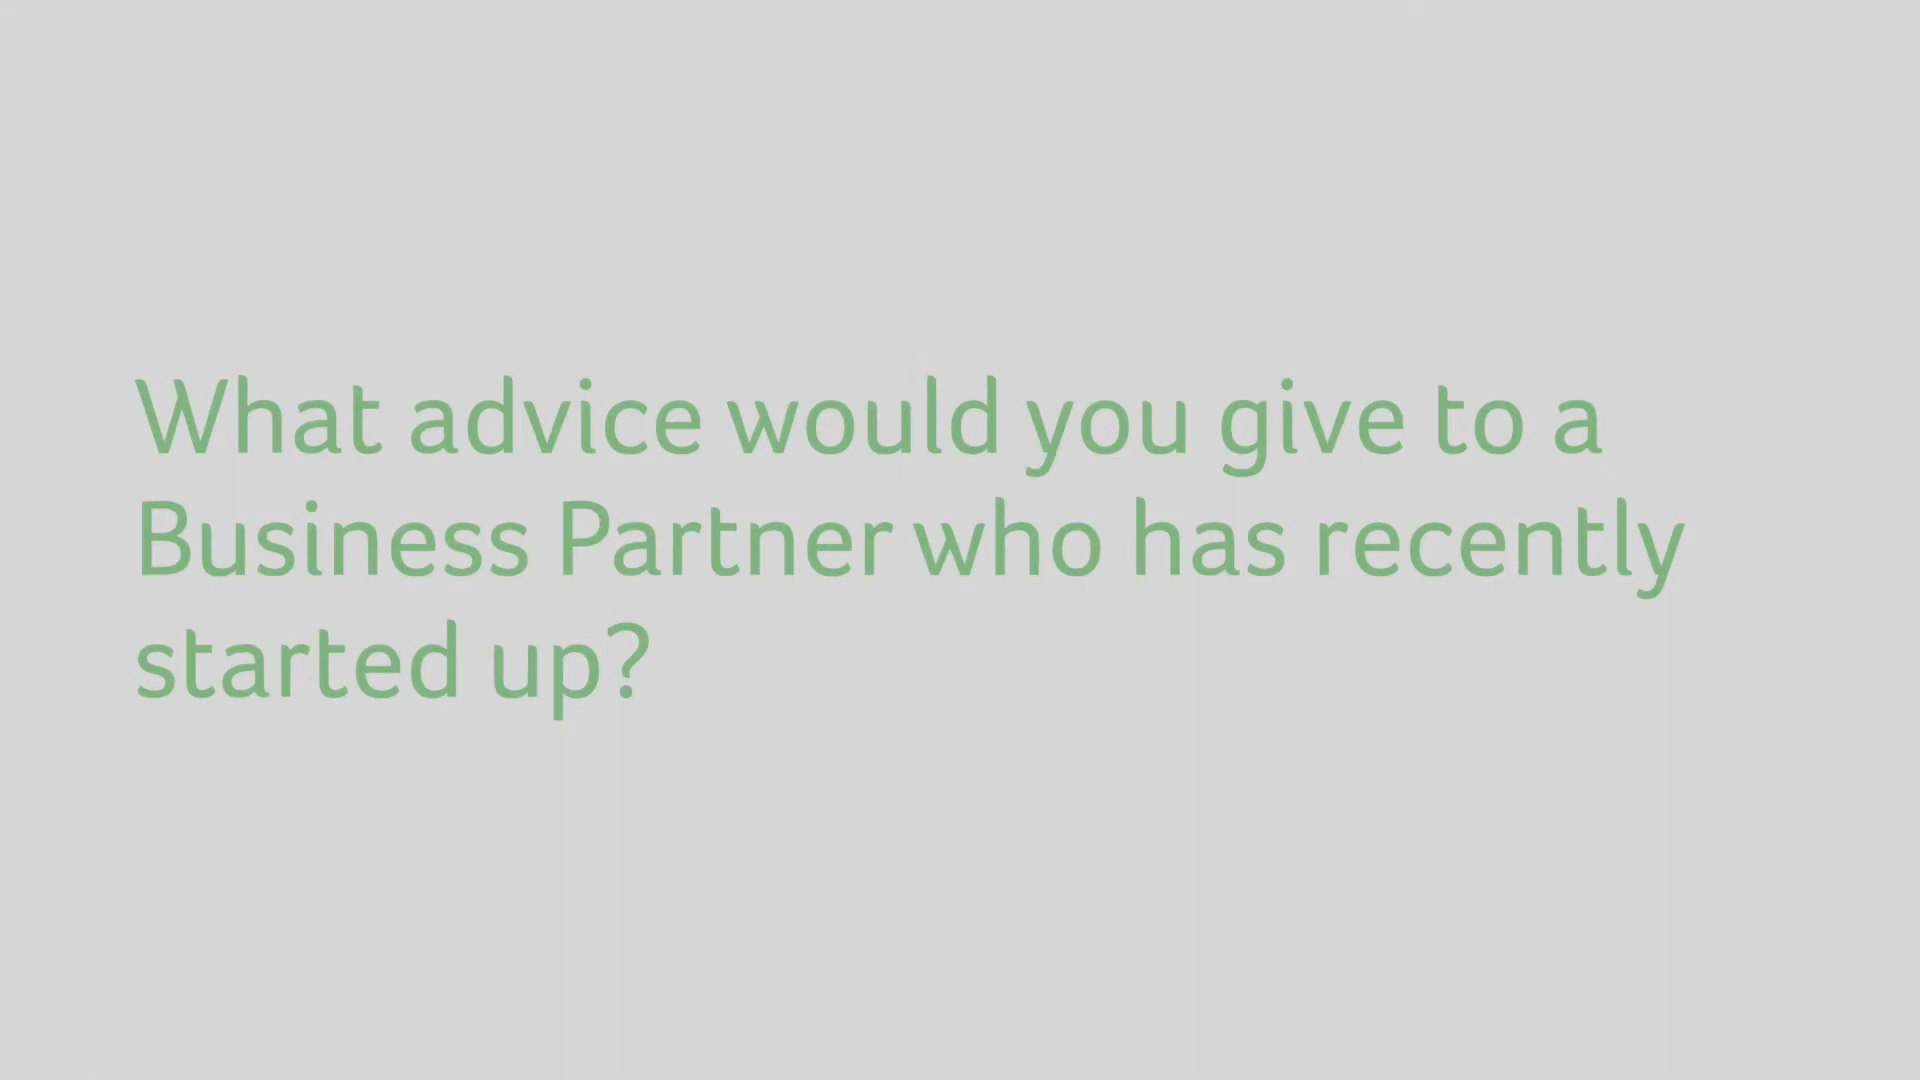 What advice would you give to a
Business Partner who has recently
started up?